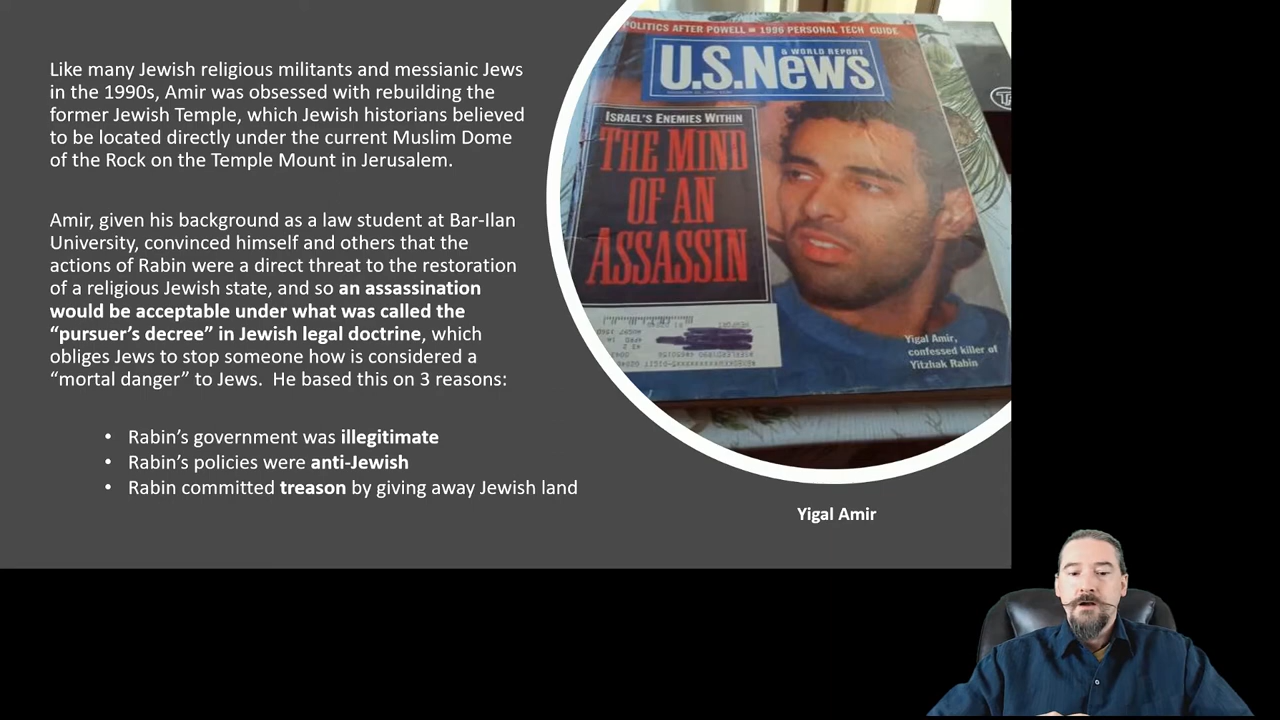 Like many Jewish religious militants and messianic Jews
in the 1990s, Amir was obsessed with rebuilding the
former Jewish Temple, which Jewish historians believed
to be located directly under the current Muslim Dome
of the Rock on the Temple Mount in Jerusalem.
Amir, given his background as a law student at Bar-Ilan
University, convinced himself and others that the
actions of Rabin were a direct threat to the restoration
of a religious Jewish state, and so an assassination
would be acceptable under what was called the
“pursuer’s decree” in Jewish legal doctrine, which
obliges Jews to stop someone how is considered a
“mortal danger” to Jews.  He based this on 3 reasons:
• Rabin’s government was illegitimate
• Rabin’s policies were anti-Jewish
• Rabin committed treason by giving away Jewish land
POLITICS AFTER POWELL 1996 PERSONAL TECH GUIDE
& WORLD REPORT
U.S.News
ISRAEL'S ENEMIES WITHIN
THE MIND
OF AN
ASSASSIN
Yigal Amir,
confessed killer of
Yitzhak Rabin
Yigal Amir